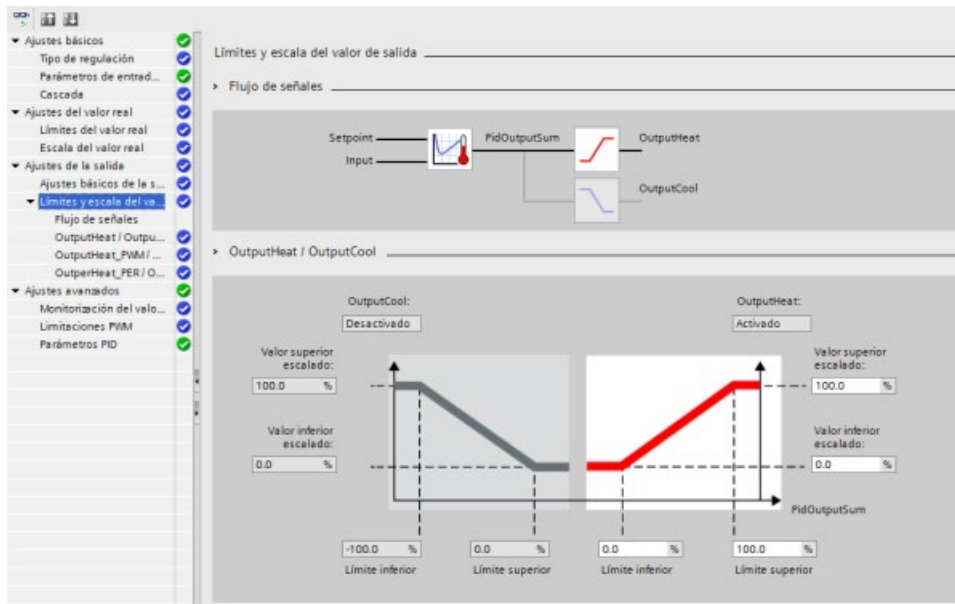 Ajustes básicos
Tipo de regulación
Parámetros de entrad...
Cascada
Ajustes del valor real
Límites del valor real
Escala del valor real
Ajustes de la salida
Ajustes básicos de la s...
Límites y escala del va...
Flujo de señales
OutputHeat / Outpu...
OutputHeat_PWM / ...
OutperHeat_PER / O...
Ajustes avanzados
Monitorización del valo...
Limitaciones PWM
Parámetros PID
Límites y escala del valor de salida
Flujo de señales
Setpoint
Input
PidOutputSum
OutputHeat
OutputCool
OutputHeat / OutputCool
OutputCool:
Desactivado
OutputHeat:
Activado
Valor superior
escalado:
100.0 %
Valor inferior
escalado:
0.0 %
Valor superior
escalado:
100.0 %
Valor inferior
escalado:
0.0 %
PidOutputSum
-100.0 %
0.0 %
0.0 %
100.0 %
Límite inferior
Límite superior
Límite inferior
Límite superior